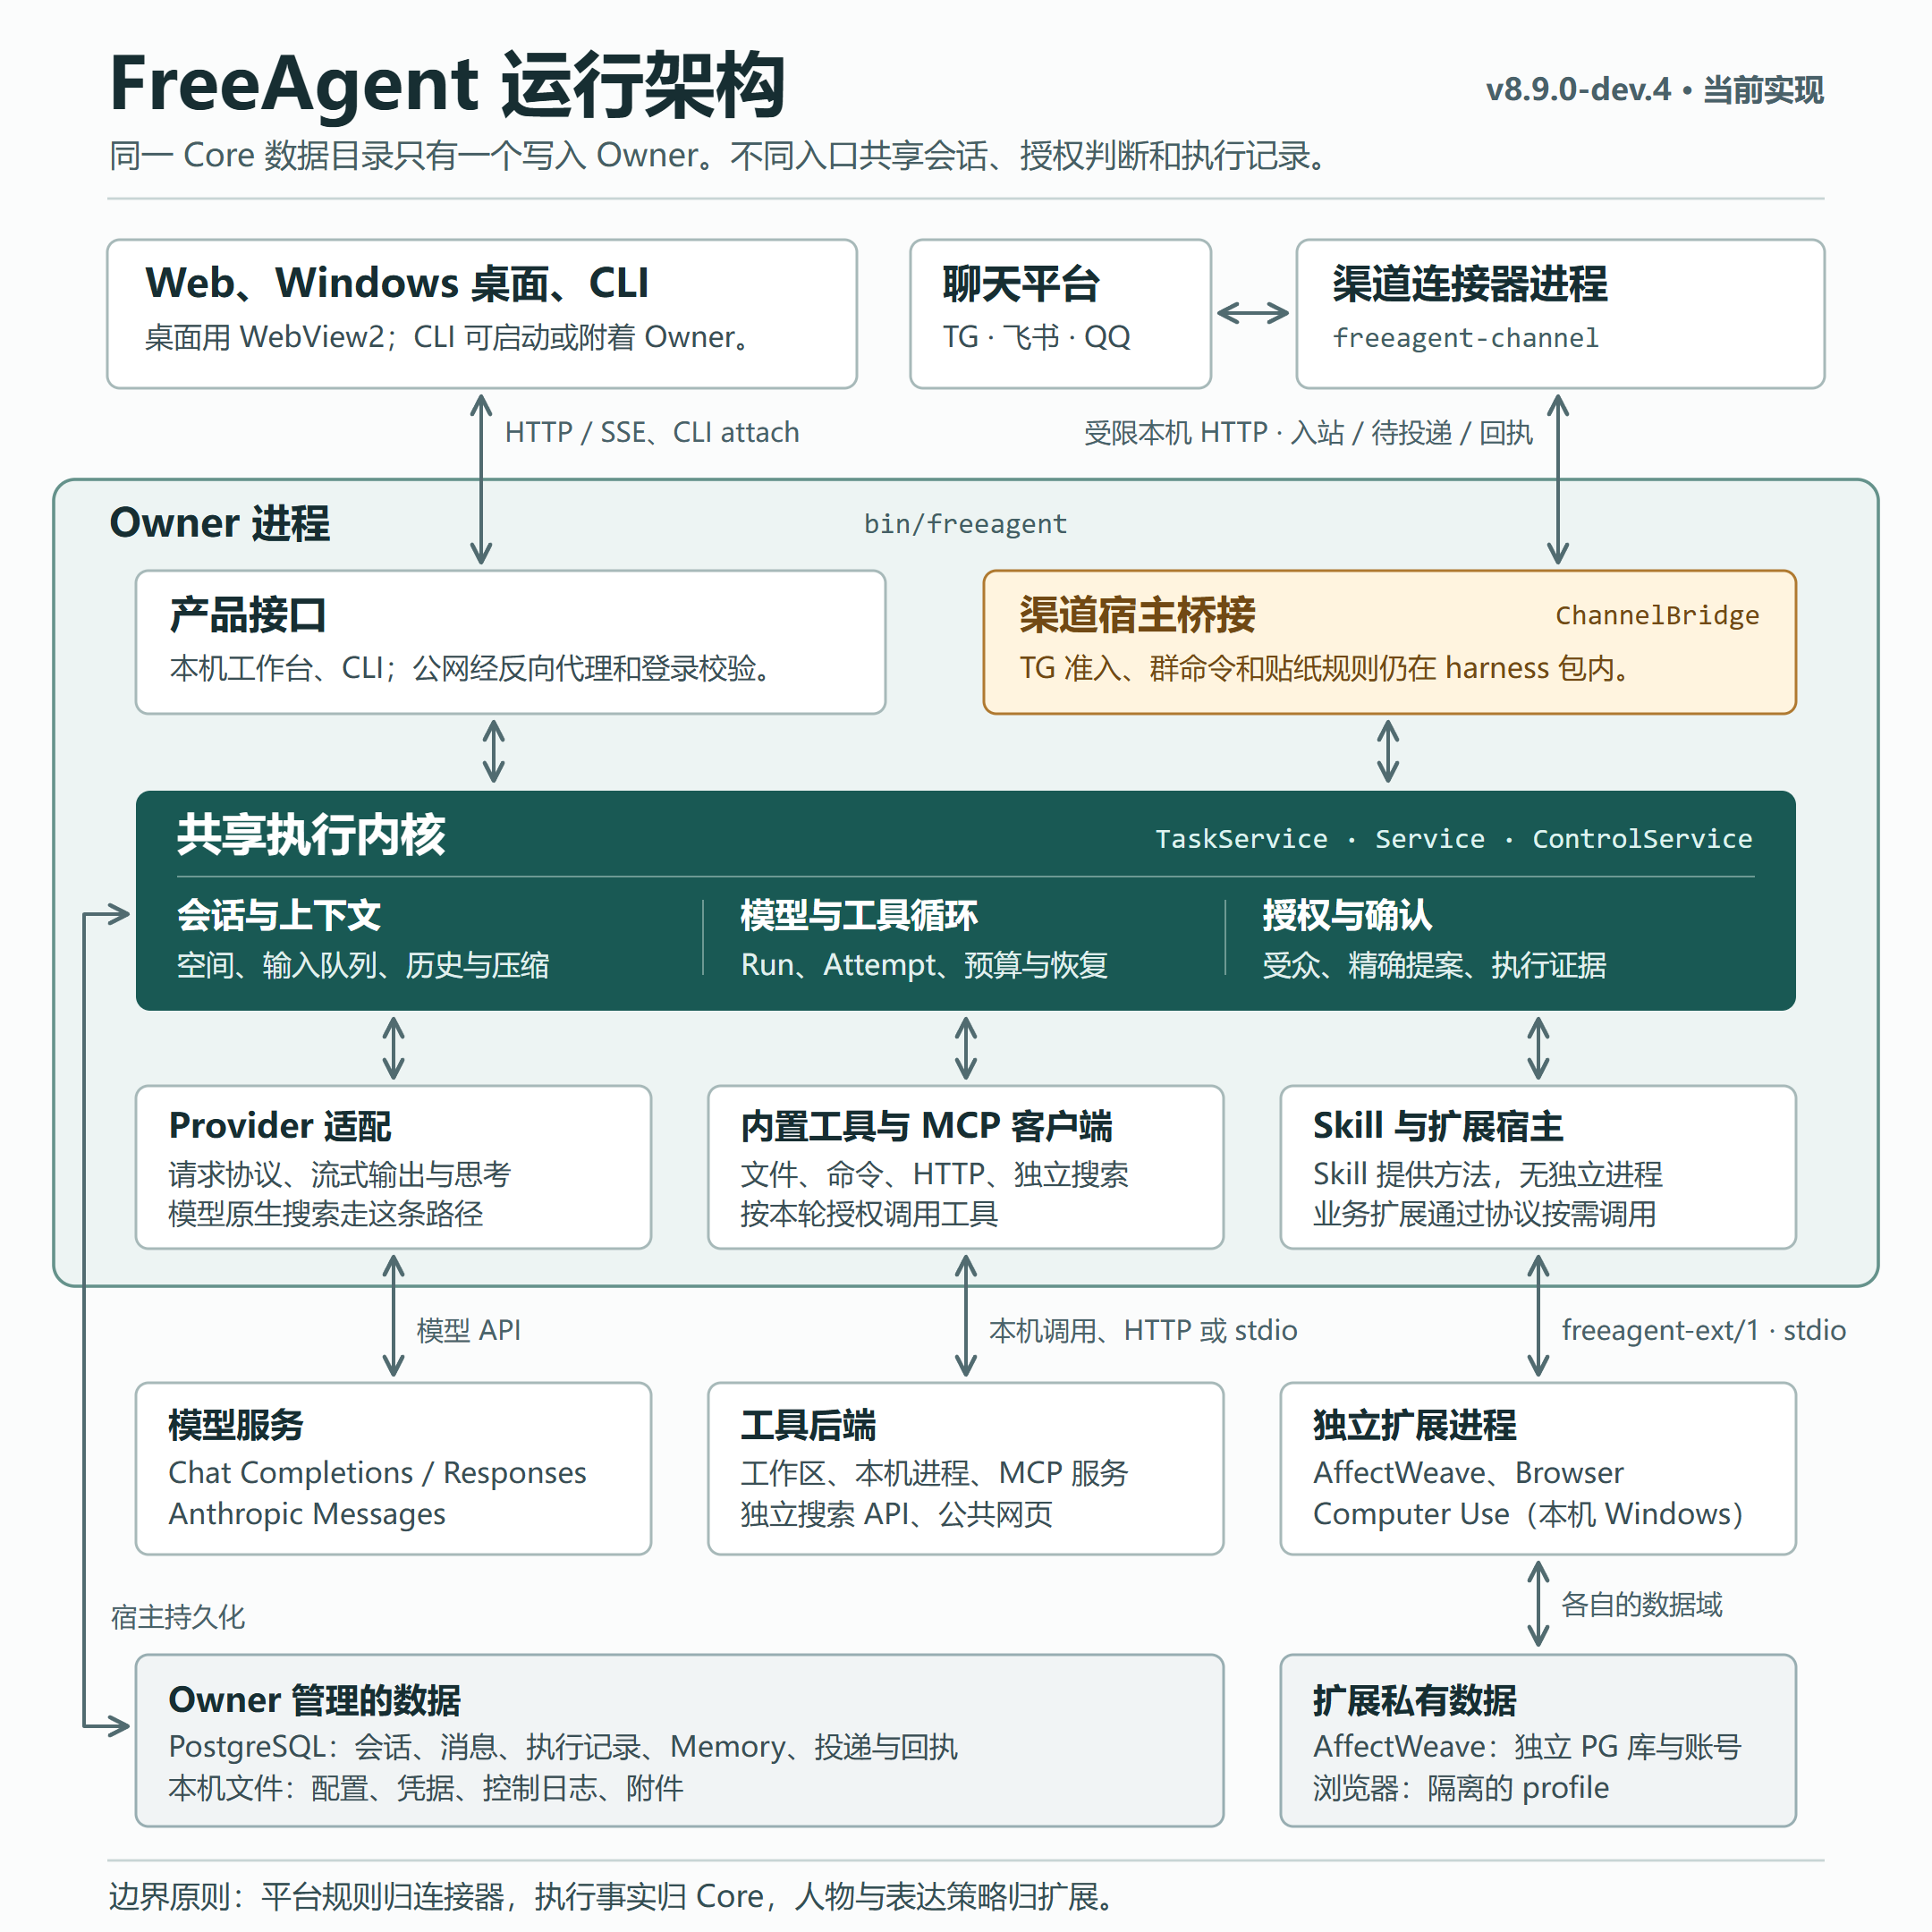 FreeAgent 运行架构
v8.9.0-dev.4 • 当前实现
同一 Core 数据目录只有一个写入 Owner。不同入口共享会话、授权判断和执行记录。
Web、Windows 桌面、CLI
桌面用 WebView2；CLI 可启动或附着 Owner。
聊天平台
TG · 飞书 · QQ
渠道连接器进程
freeagent-channel
HTTP / SSE、CLI attach
受限本机 HTTP · 入站 / 待投递 / 回执
Owner 进程
bin/freeagent
产品接口
本机工作台、CLI；公网经反向代理和登录校验。
渠道宿主桥接
ChannelBridge
TG 准入、群命令和贴纸规则仍在 harness 包内。
共享执行内核
TaskService · Service · ControlService
会话与上下文
空间、输入队列、历史与压缩
模型与工具循环
Run、Attempt、预算与恢复
授权与确认
受众、精确提案、执行证据
Provider 适配
请求协议、流式输出与思考
模型原生搜索走这条路径
内置工具与 MCP 客户端
文件、命令、HTTP、独立搜索
按本轮授权调用工具
Skill 与扩展宿主
Skill 提供方法，无独立进程
业务扩展通过协议按需调用
模型 API
本机调用、HTTP 或 stdio
freeagent-ext/1 · stdio
模型服务
Chat Completions / Responses
Anthropic Messages
工具后端
工作区、本机进程、MCP 服务
独立搜索 API、公共网页
独立扩展进程
AffectWeave、Browser
Computer Use（本机 Windows）
宿主持久化
各自的数据域
Owner 管理的数据
PostgreSQL：会话、消息、执行记录、Memory、投递与回执
本机文件：配置、凭据、控制日志、附件
扩展私有数据
AffectWeave：独立 PG 库与账号
浏览器：隔离的 profile
边界原则：平台规则归连接器，执行事实归 Core，人物与表达策略归扩展。